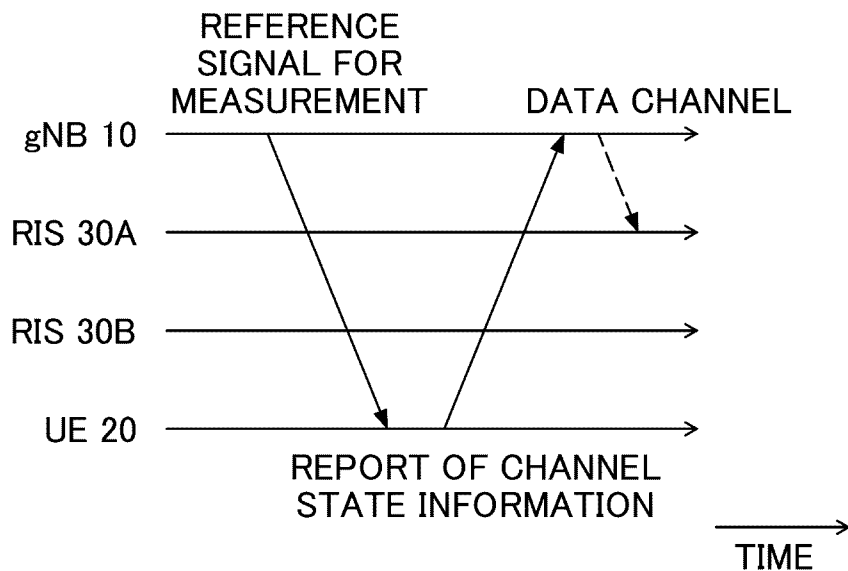 REFERENCE
SIGNAL FOR
MEASUREMENT
DATA CHANNEL
gNB 10
RIS 30A
RIS 30B
UE 20
REPORT OF CHANNEL
STATE INFORMATION
TIME